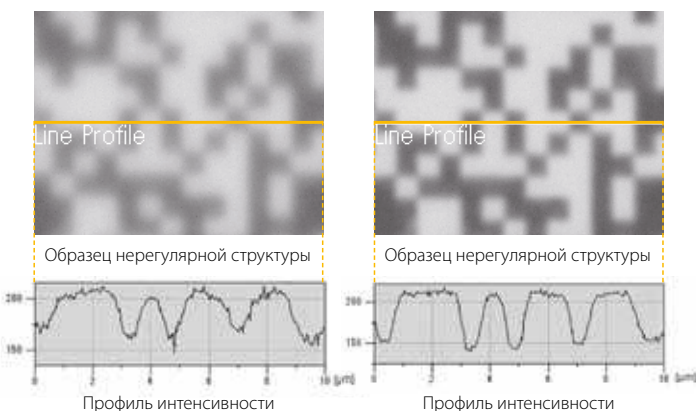 Line Profile
Line Profile
Образец нерегулярной структуры
Образец нерегулярной структуры
200
150
0 2 4 6 8 10 [μm]
200
150
0 2 4 6 8 10 [μm]
Профиль интенсивности
Профиль интенсивности